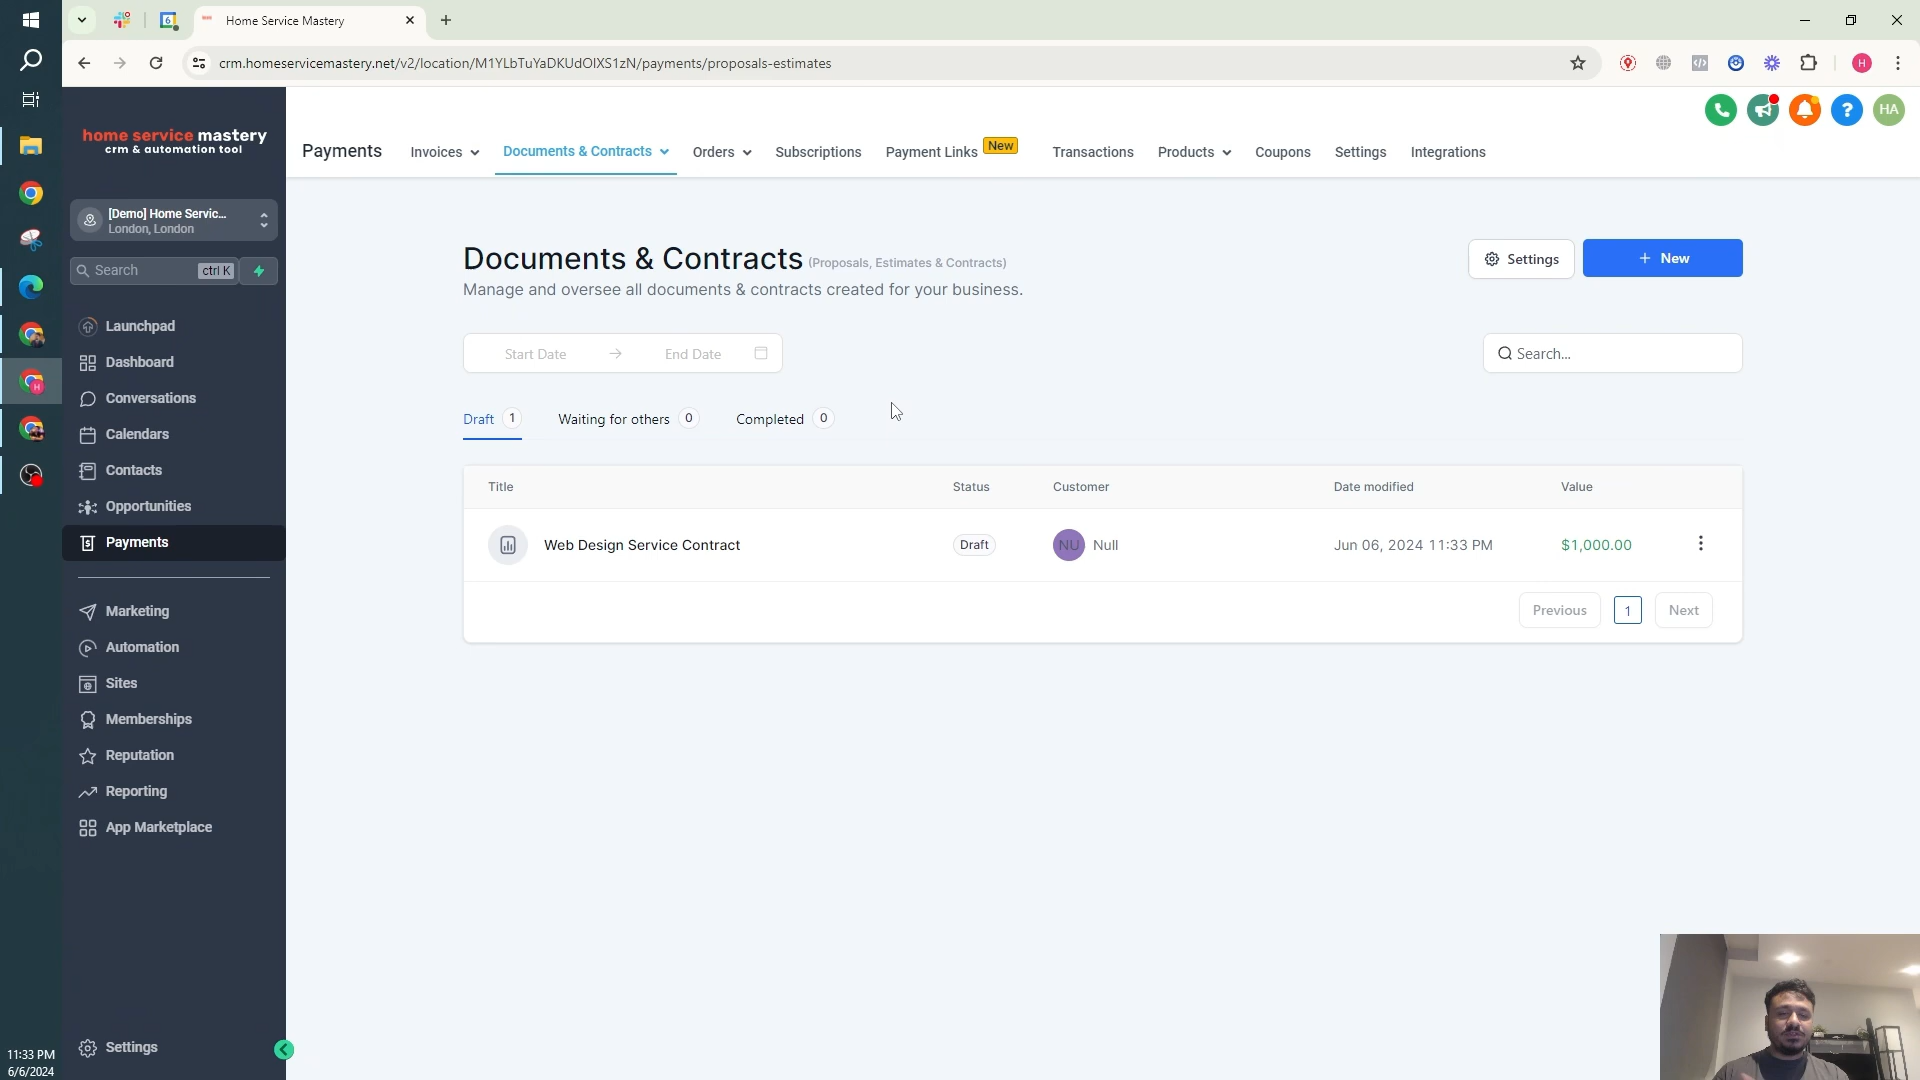 Home Service Mastery
crm.homeservicemastery.net/v2/location/M1YLbTuYaDKUdOIXS1zN/payments/proposals-estimates
H
6
home service mastery
crm & automation tool
[Demo] Home Servic...
London, London
Search
ctrl K
Launchpad
Dashboard
Conversations
Calendars
Contacts
Opportunities
Payments
Marketing
Automation
Sites
Memberships
Reputation
Reporting
App Marketplace
Settings
11:33 PM
6/6/2024
HA
Payments
Invoices
Documents & Contracts
Orders
Subscriptions
Payment Links
New
Transactions
Products
Coupons
Settings
Integrations
Documents & Contracts (Proposals, Estimates & Contracts)
Manage and oversee all documents & contracts created for your business.
Settings
+ New
Start Date → End Date
Search...
Draft 1
Waiting for others 0
Completed 0
Title Status Customer Date modified Value
Web Design Service Contract Draft NU Null Jun 06, 2024 11:33 PM $1,000.00
Previous 1 Next